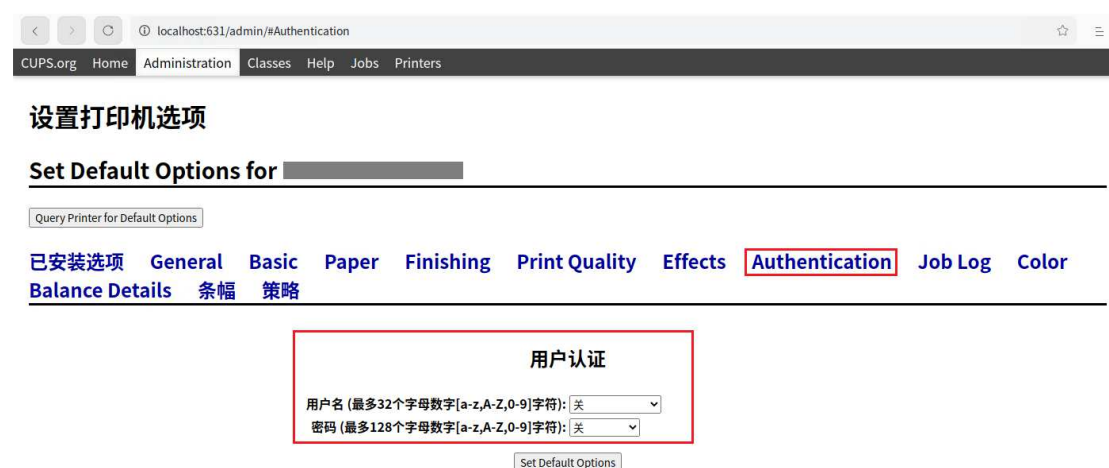 localhost:631/admin/#Authentication
CUPS.org Home Administration Classes Help Jobs Printers
设置打印机选项
Set Default Options for
Query Printer for Default Options
已安装选项 General Basic Paper Finishing Print Quality Effects Authentication Job Log Color
Balance Details 条幅 策略
用户认证
用户名 (最多32个字母数字[a-z,A-Z,0-9]字符): 关
密码 (最多128个字母数字[a-z,A-Z,0-9]字符): 关
Set Default Options